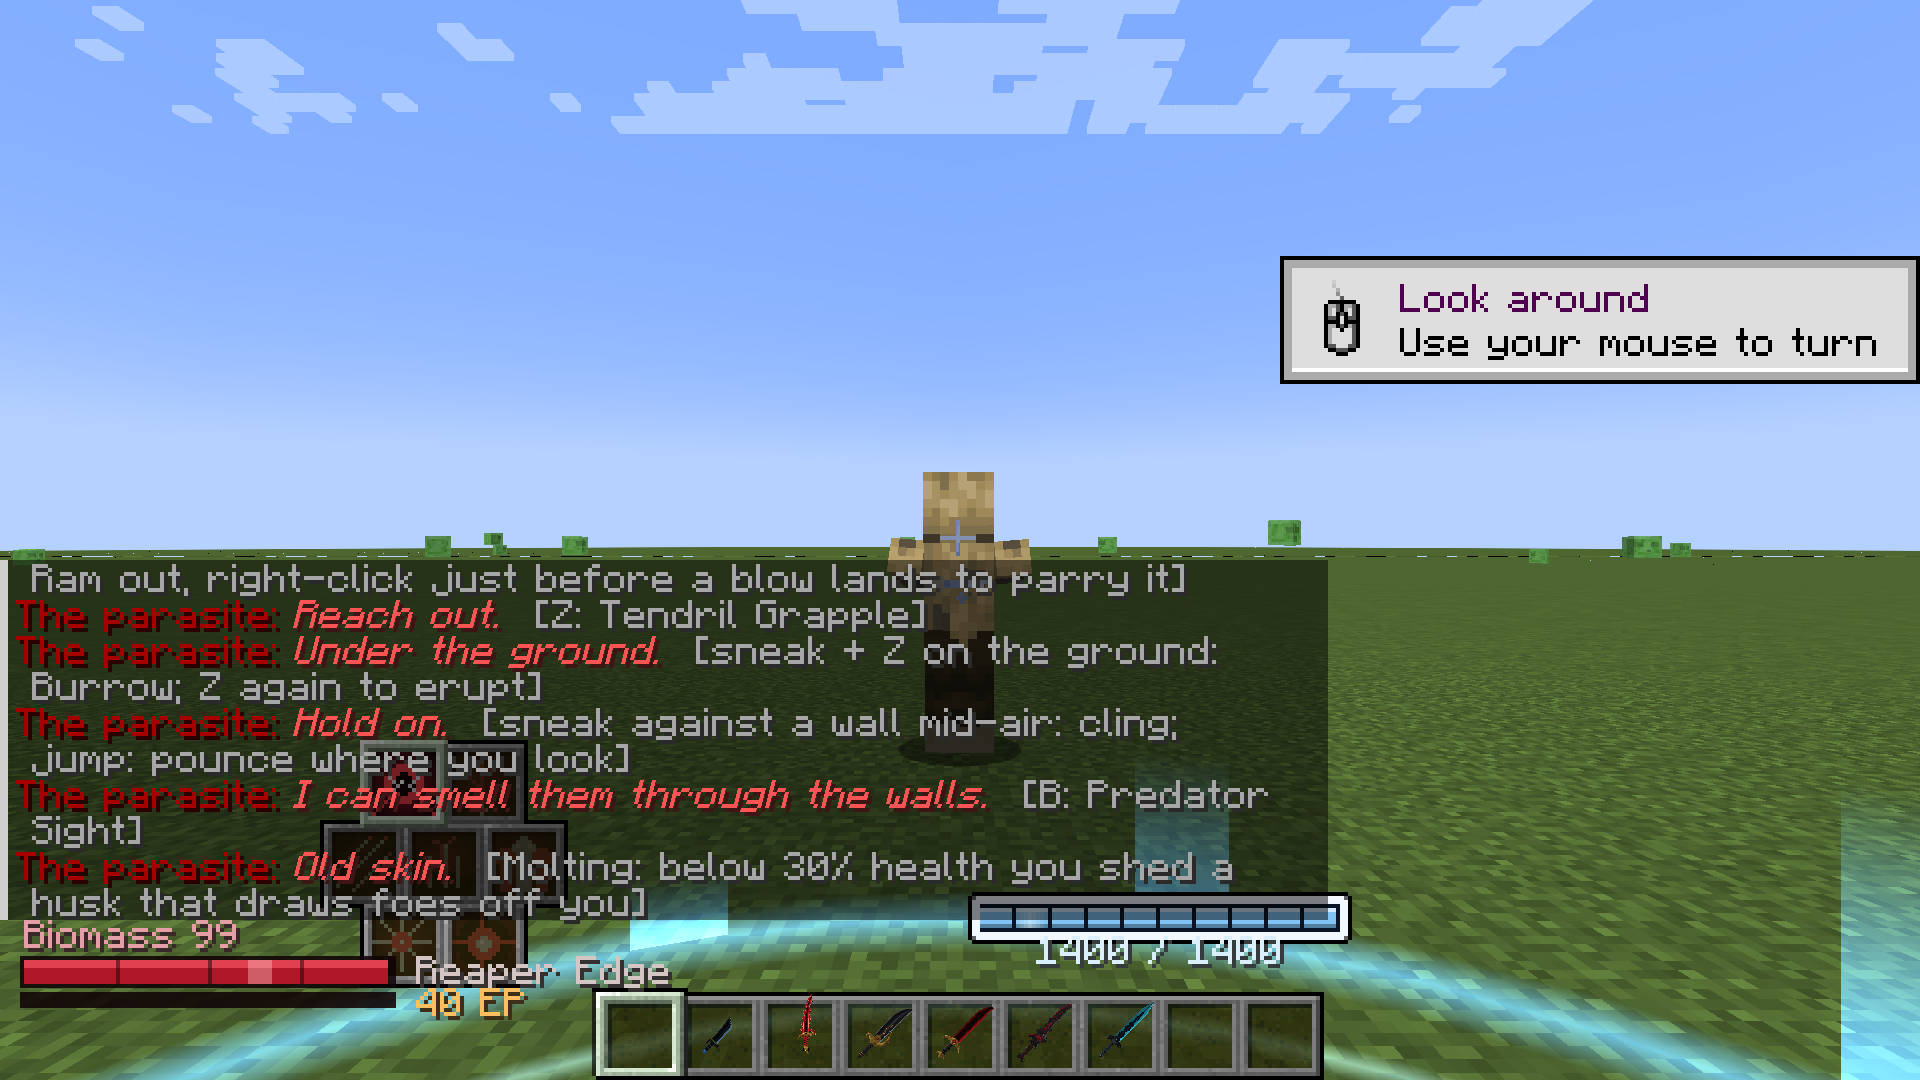 Look around
Use your mouse to turn
Ram out, right-click just before a blow lands to parry it]
The parasite: Reach out. [Z: Tendril Grapple]
The parasite: Under the ground. [sneak + Z on the ground:
Burrow; Z again to erupt]
The parasite: Hold on. [sneak against a wall mid-air: cling;
jump: pounce where you look]
The parasite: I can smell them through the walls. [B: Predator
Sight]
The parasite: Old skin. [Molting: below 30% health you shed a
husk that draws foes off you]
Biomass 99
1400 / 1400
Reaper Edge
40 EP